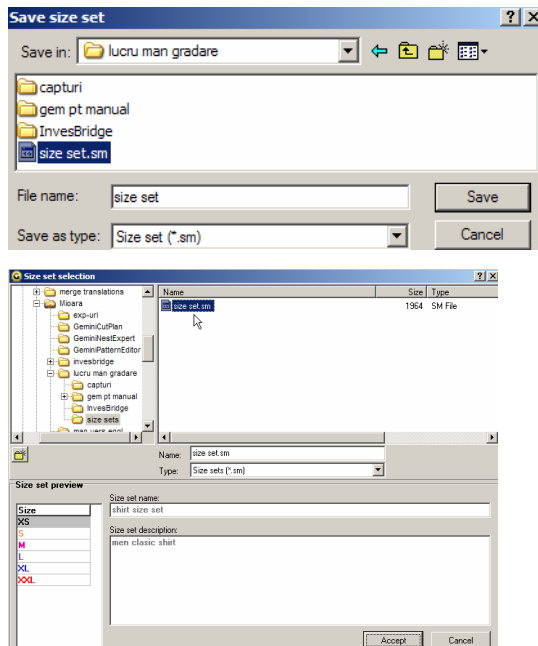 Save size set
Save in: lucru man gradare
capturi
gem pt manual
InvesBridge
size set.sm
File name: size set Save
Save as type: Size set (*.sm) Cancel
Size set selection
merge translations
Mioara
exp-uri
GeminiCutPlan
GeminiNestExpert
GeminiPatternEditor
invesbridge
lucru man gradare
capturi
gem pt manual
InvesBridge
size sets
man vers engl
Name Size Type
size set.sm 1964 SM File
Name: size set.sm
Type: Size sets (*.sm)
Size set preview
Size
XS
S
M
L
XL
XXL
Size set name:
shirt size set
Size set description:
men clasic shirt
Accept Cancel